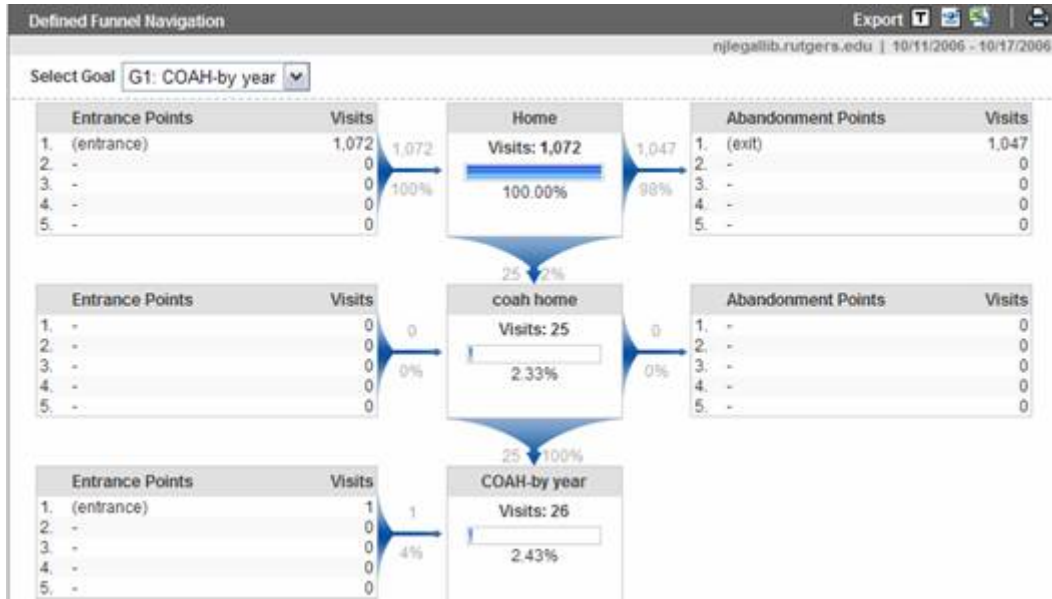 Defined Funnel Navigation Export T
njlegallib.rutgers.edu | 10/11/2006 - 10/17/2006
Select Goal G1: COAH-by year
Entrance Points Visits Home Abandonment Points Visits
1. (entrance) 1,072 1,072 Visits: 1,072 1,047 1. (exit) 1,047
2. - 0 2. - 0
3. - 0 100% 100.00% 98% 3. - 0
4. - 0 4. - 0
5. - 0 5. - 0
25 2%
Entrance Points Visits coah home Abandonment Points Visits
1. - 0 0 Visits: 25 0 1. - 0
2. - 0 2. - 0
3. - 0 0% 2.33% 0% 3. - 0
4. - 0 4. - 0
5. - 0 5. - 0
25 100%
Entrance Points Visits COAH-by year
1. (entrance) 1 1 Visits: 26
2. - 0
3. - 0 4% 2.43%
4. - 0
5. - 0